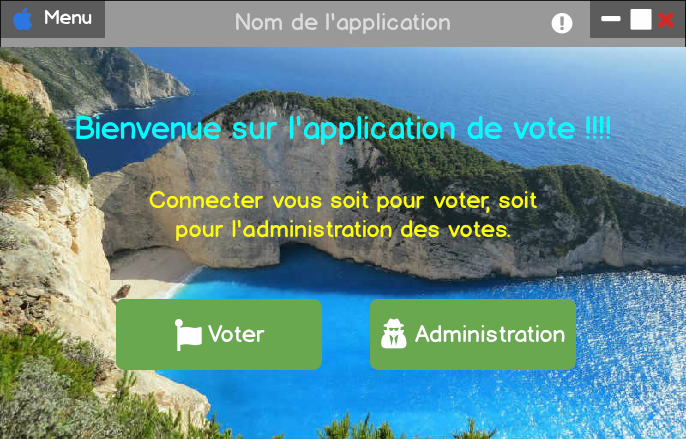 Menu
Nom de l'application
Bienvenue sur l'application de vote !!!!
Connecter vous soit pour voter, soit
pour l'administration des votes.
Voter
Administration